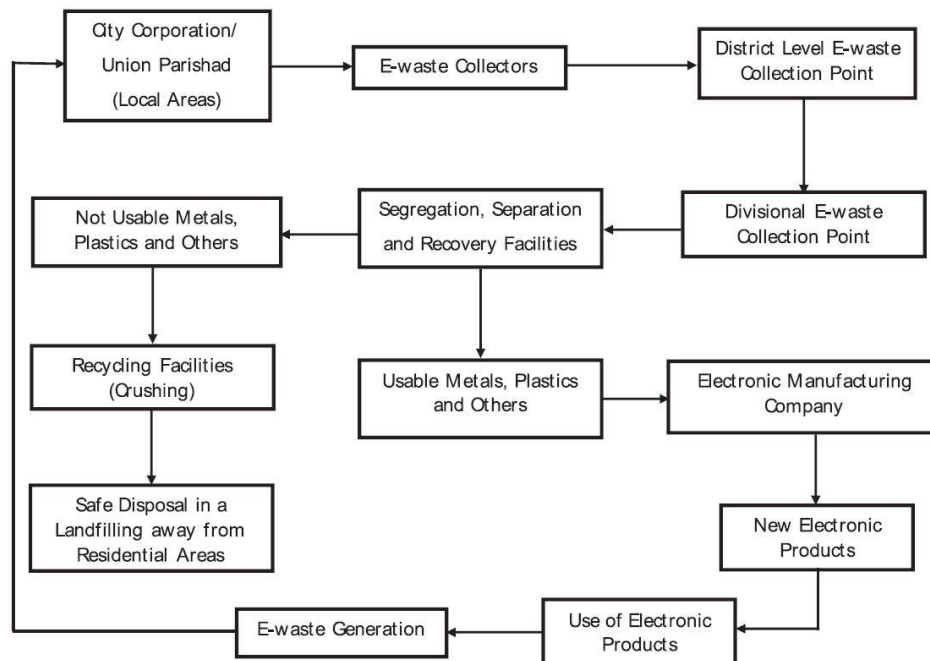 City Corporation/
Union Parishad
(Local Areas)
E-waste Collectors
District Level E-waste
Collection Point
Not Usable Metals,
Plastics and Others
Segregation, Separation
and Recovery Facilities
Divisional E-waste
Collection Point
Recycling Facilities
(Crushing)
Usable Metals, Plastics
and Others
Electronic Manufacturing
Company
Safe Disposal in a
Landfilling away from
Residential Areas
New Electronic
Products
E-waste Generation
Use of Electronic
Products